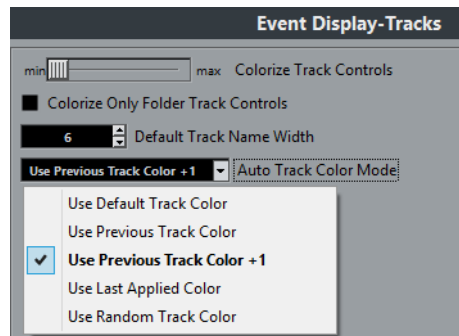 Event Display-Tracks
min max Colorize Track Controls
Colorize Only Folder Track Controls
6 Default Track Name Width
Use Previous Track Color +1 Auto Track Color Mode
Use Default Track Color
Use Previous Track Color
Use Previous Track Color +1
Use Last Applied Color
Use Random Track Color